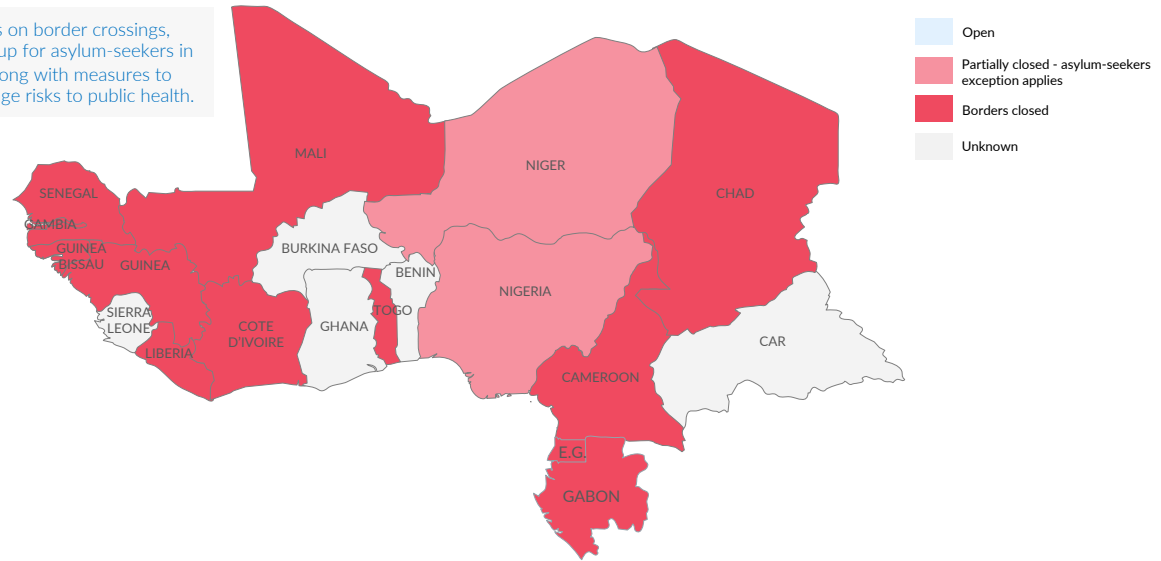 s on border crossings,
up for asylum-seekers in
ong with measures to
ge risks to public health.
Open
Partially closed - asylum-seekers
exception applies
Borders closed
Unknown
MALI
NIGER
CHAD
SENEGAL
GAMBIA
GUINEA
BISSAU
GUINEA
BURKINA FASO
BENIN
NIGERIA
SIERRA
LEONE
LIBERIA
COTE
D'IVOIRE
GHANA
TOGO
CAR
CAMEROON
E.G.
GABON